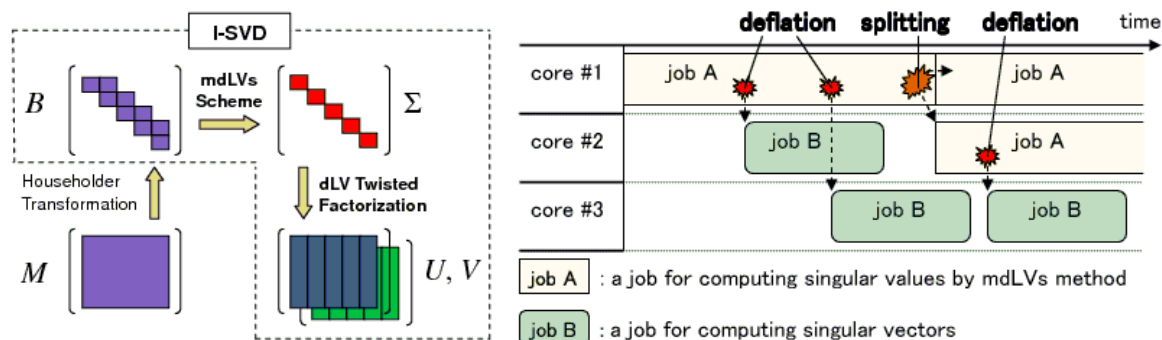 I-SVD
B
mdLVs
Scheme
Σ
Householder
Transformation
dLV Twisted
Factorization
M
U, V
deflation splitting deflation time
core #1 job A job A
core #2 job B job A
core #3 job B job B
job A : a job for computing singular values by mdLVs method
job B : a job for computing singular vectors